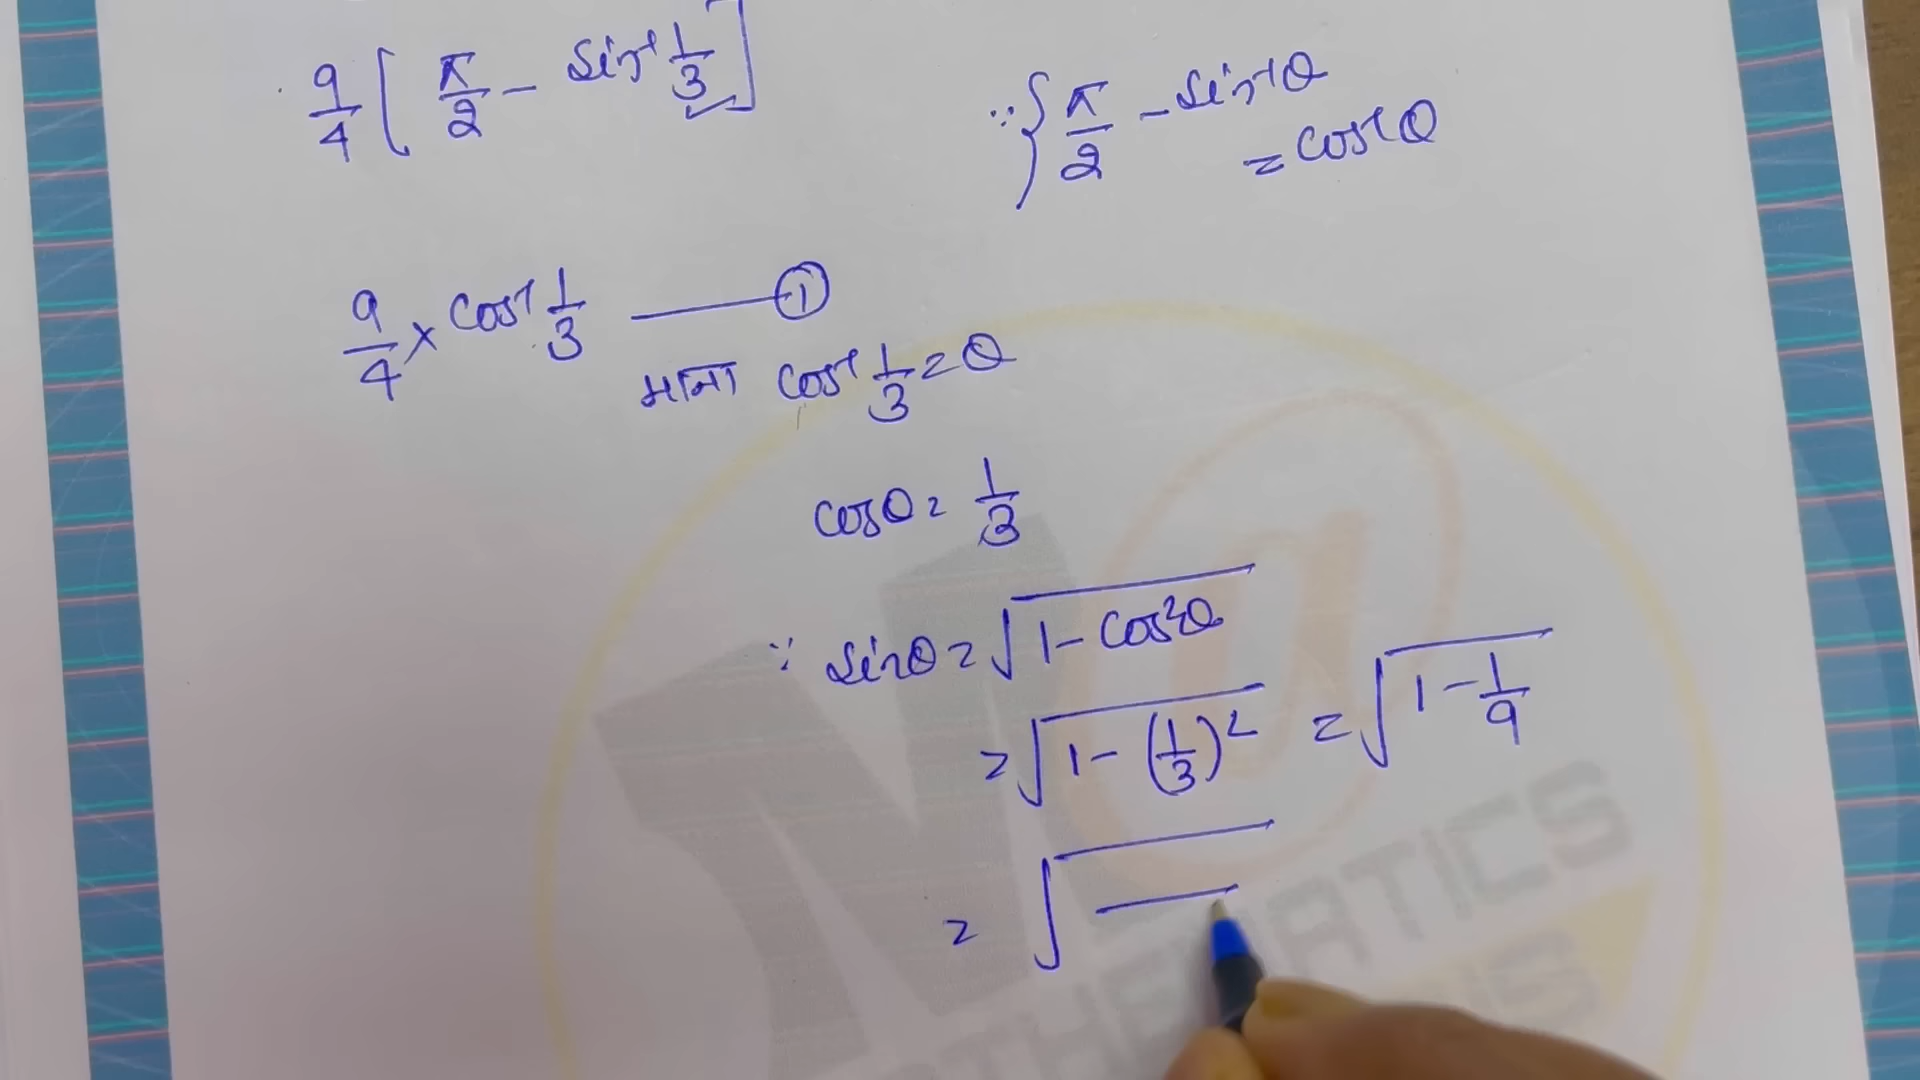 9/4 [ π/2 - Sin⁻¹ 1/3 ]
∵ { π/2 - Sin⁻¹θ
= Cos⁻¹θ
9/4 × Cos⁻¹ 1/3 —— ①
माना Cos⁻¹ 1/3 = θ
Cosθ = 1/3
∵ Sinθ = √(1 - Cos²θ)
= √(1 - (1/3)²) = √(1 - 1/9)
= √